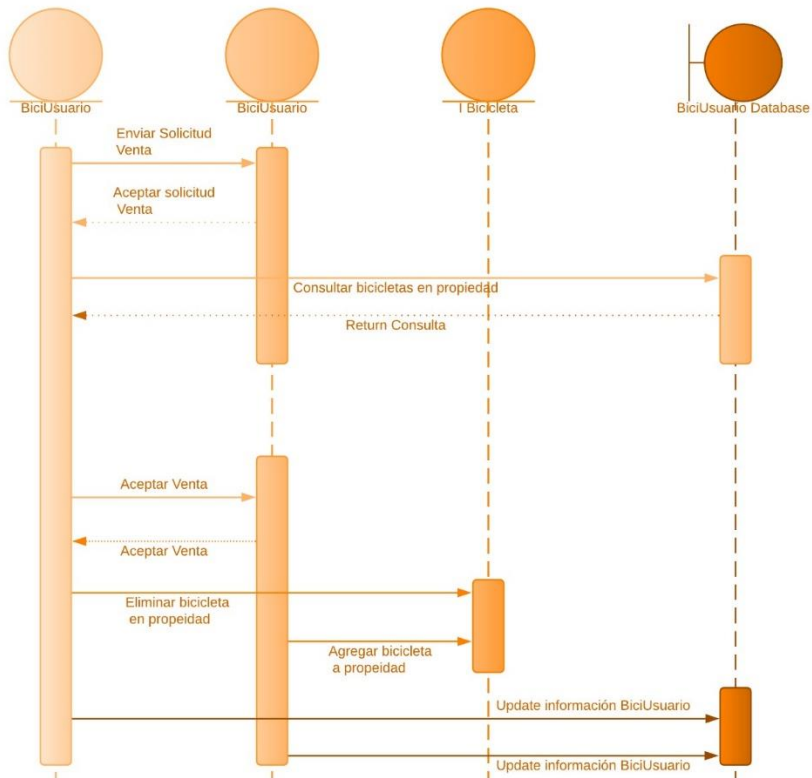 BiciUsuario
BiciUsuario
I Bicicleta
BiciUsuario Database
Enviar Solicitud
Venta
Aceptar solicitud
Venta
Consultar bicicletas en propiedad
Return Consulta
Aceptar Venta
Aceptar Venta
Eliminar bicicleta
en propeidad
Agregar bicicleta
a propeidad
Update información BiciUsuario
Update información BiciUsuario